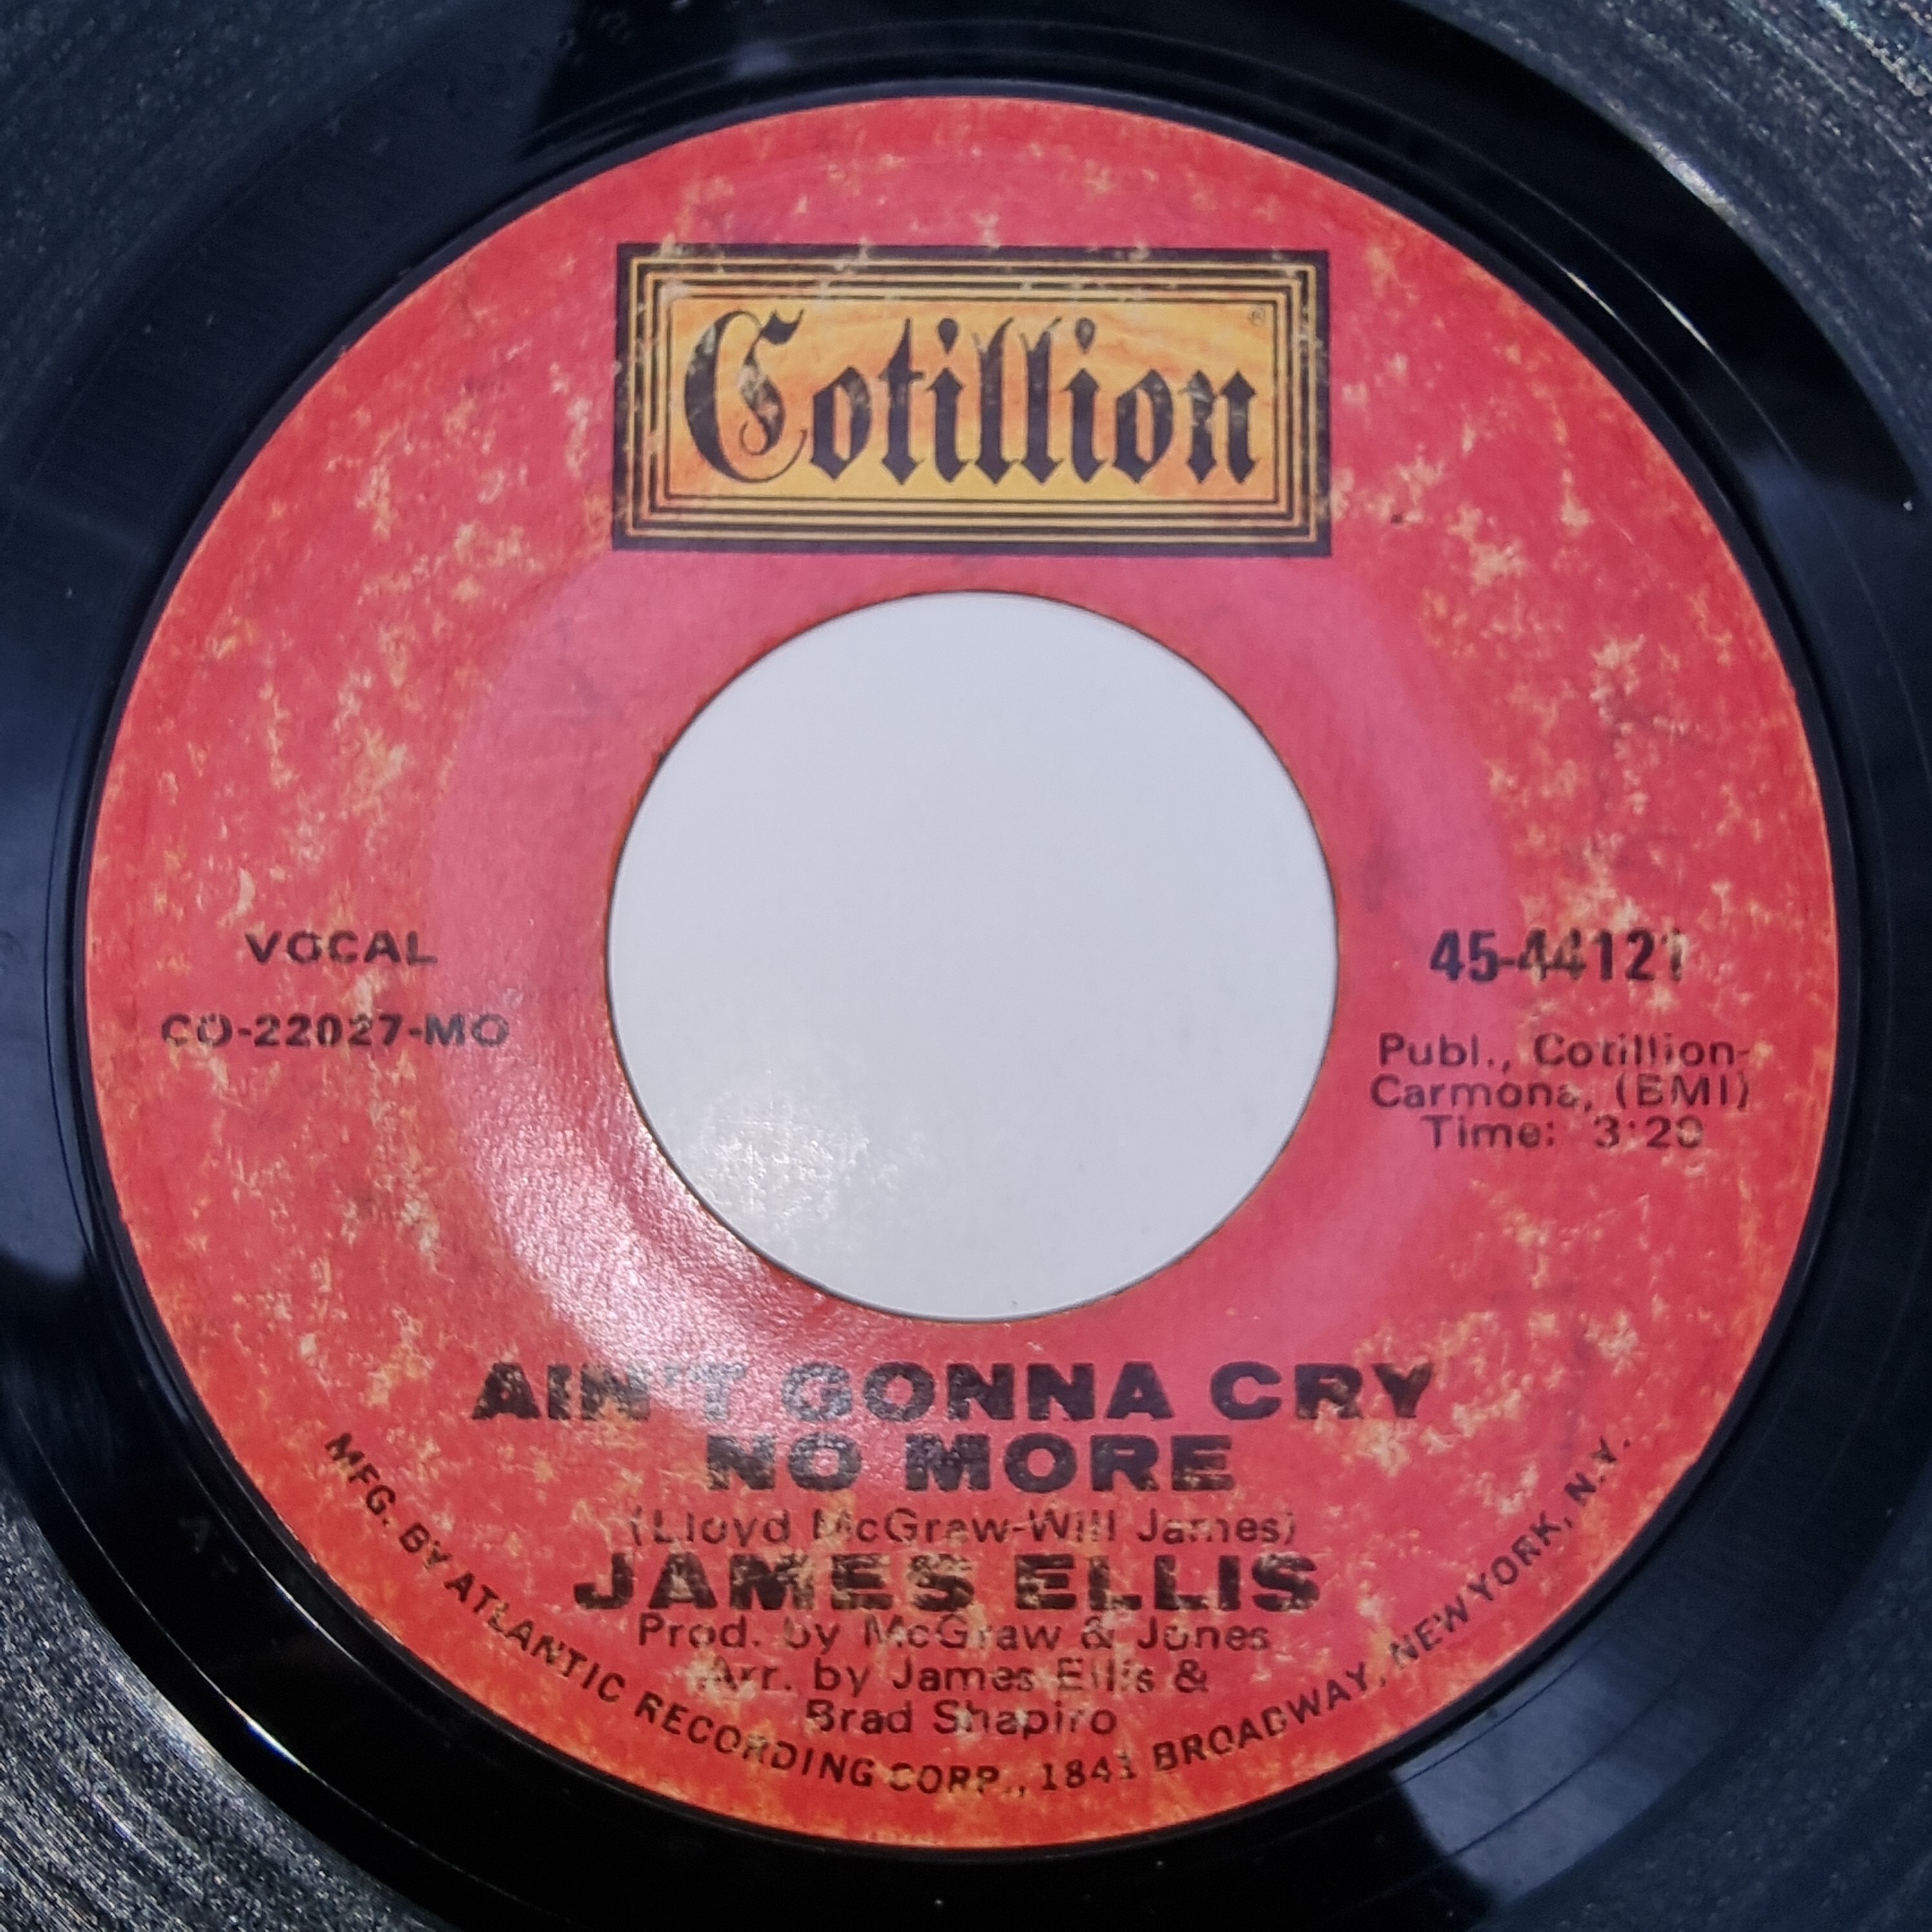 Cotillion®
VOCAL
CO-22027-MO
45-44121
Publ., Cotillion-
Carmona, (BMI)
Time: 3:20
AIN'T GONNA CRY
NO MORE
(Lloyd McGraw-Will James)
JAMES ELLIS
Prod. by McGraw & Jones
Arr. by James Ellis &
Brad Shapiro
MFG. BY ATLANTIC RECORDING CORP., 1841 BROADWAY, NEW YORK, N.Y.